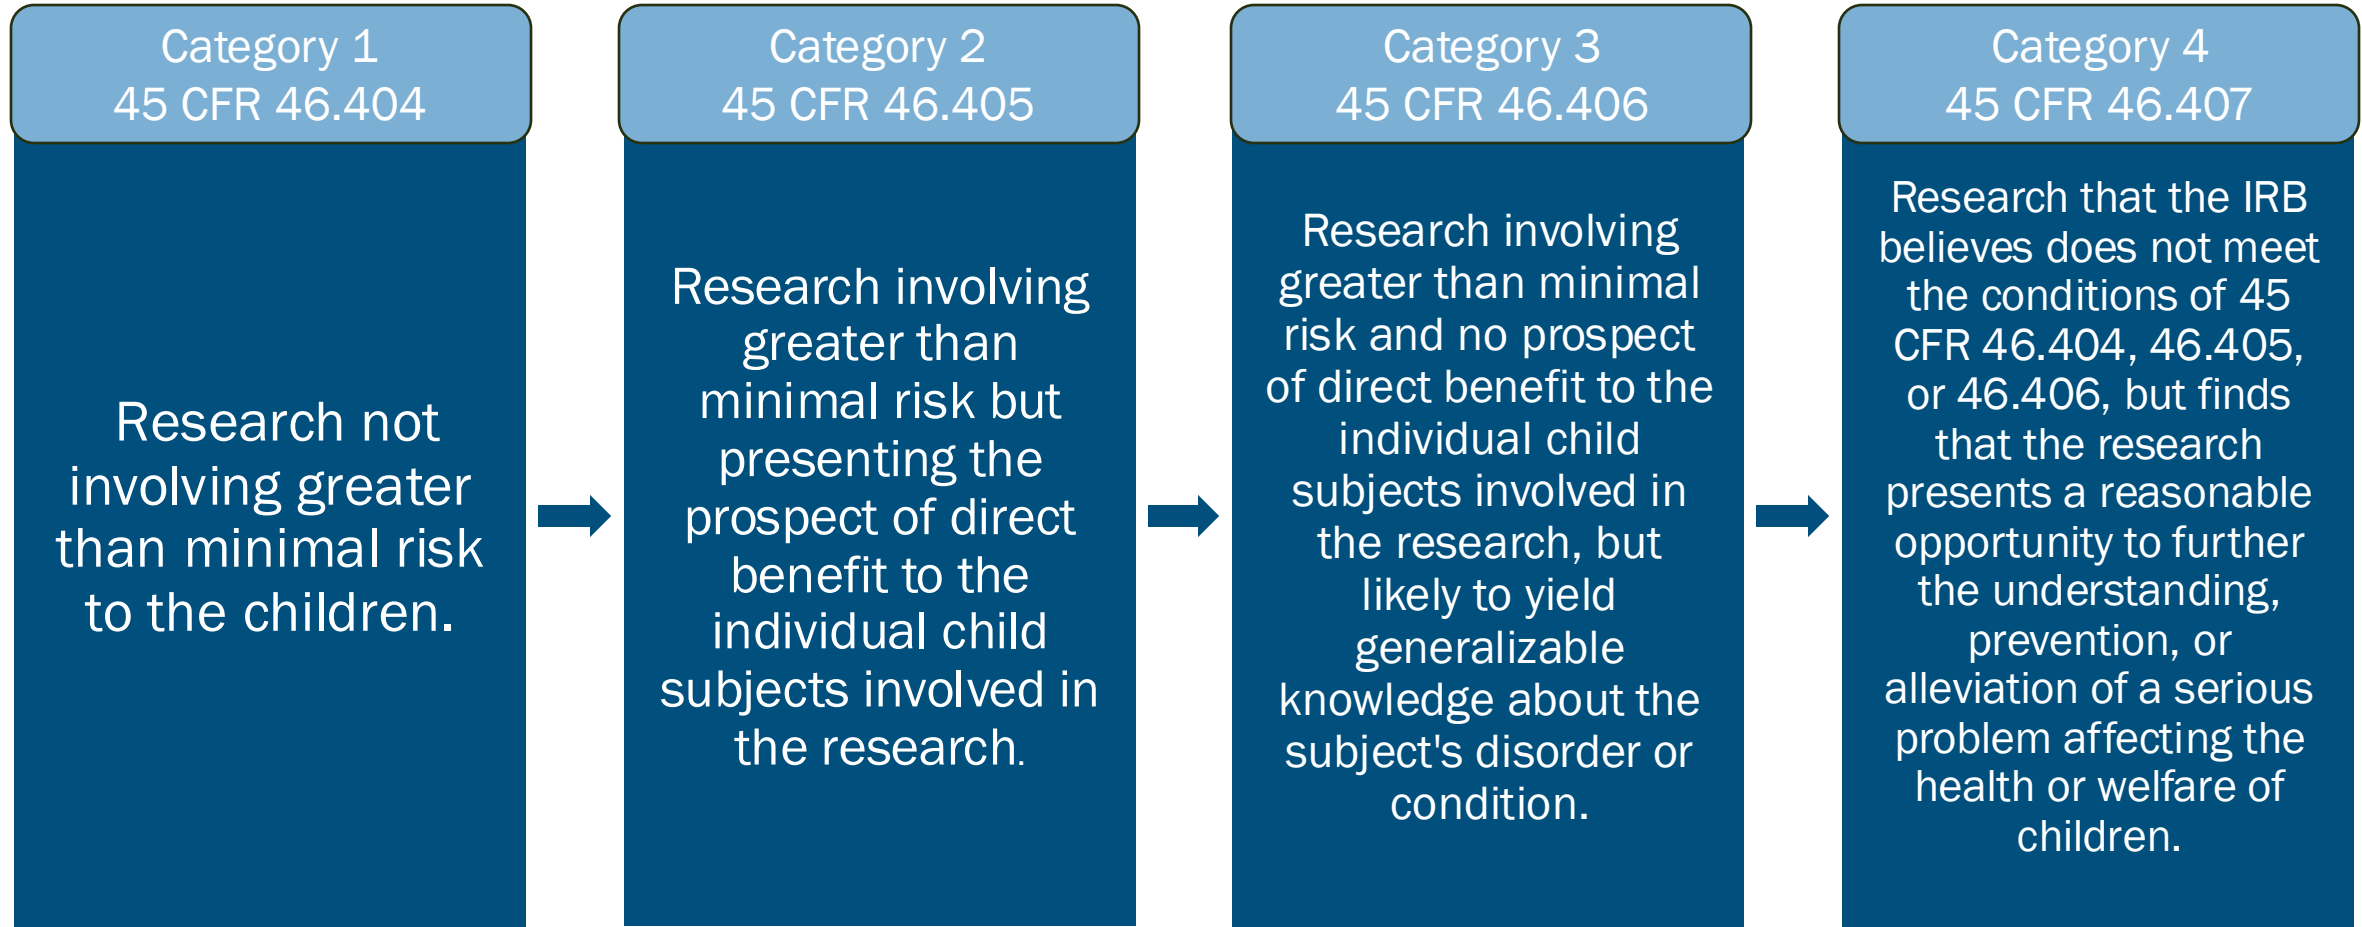 Category 1
45 CFR 46.404
Research not
involving greater
than minimal risk
to the children.
Category 2
45 CFR 46.405
Research involving
greater than
minimal risk but
presenting the
prospect of direct
benefit to the
individual child
subjects involved in
the research.
Category 3
45 CFR 46.406
Research involving
greater than minimal
risk and no prospect
of direct benefit to the
individual child
subjects involved in
the research, but
likely to yield
generalizable
knowledge about the
subject's disorder or
condition.
Category 4
45 CFR 46.407
Research that the IRB
believes does not meet
the conditions of 45
CFR 46.404, 46.405,
or 46.406, but finds
that the research
presents a reasonable
opportunity to further
the understanding,
prevention, or
alleviation of a serious
problem affecting the
health or welfare of
children.